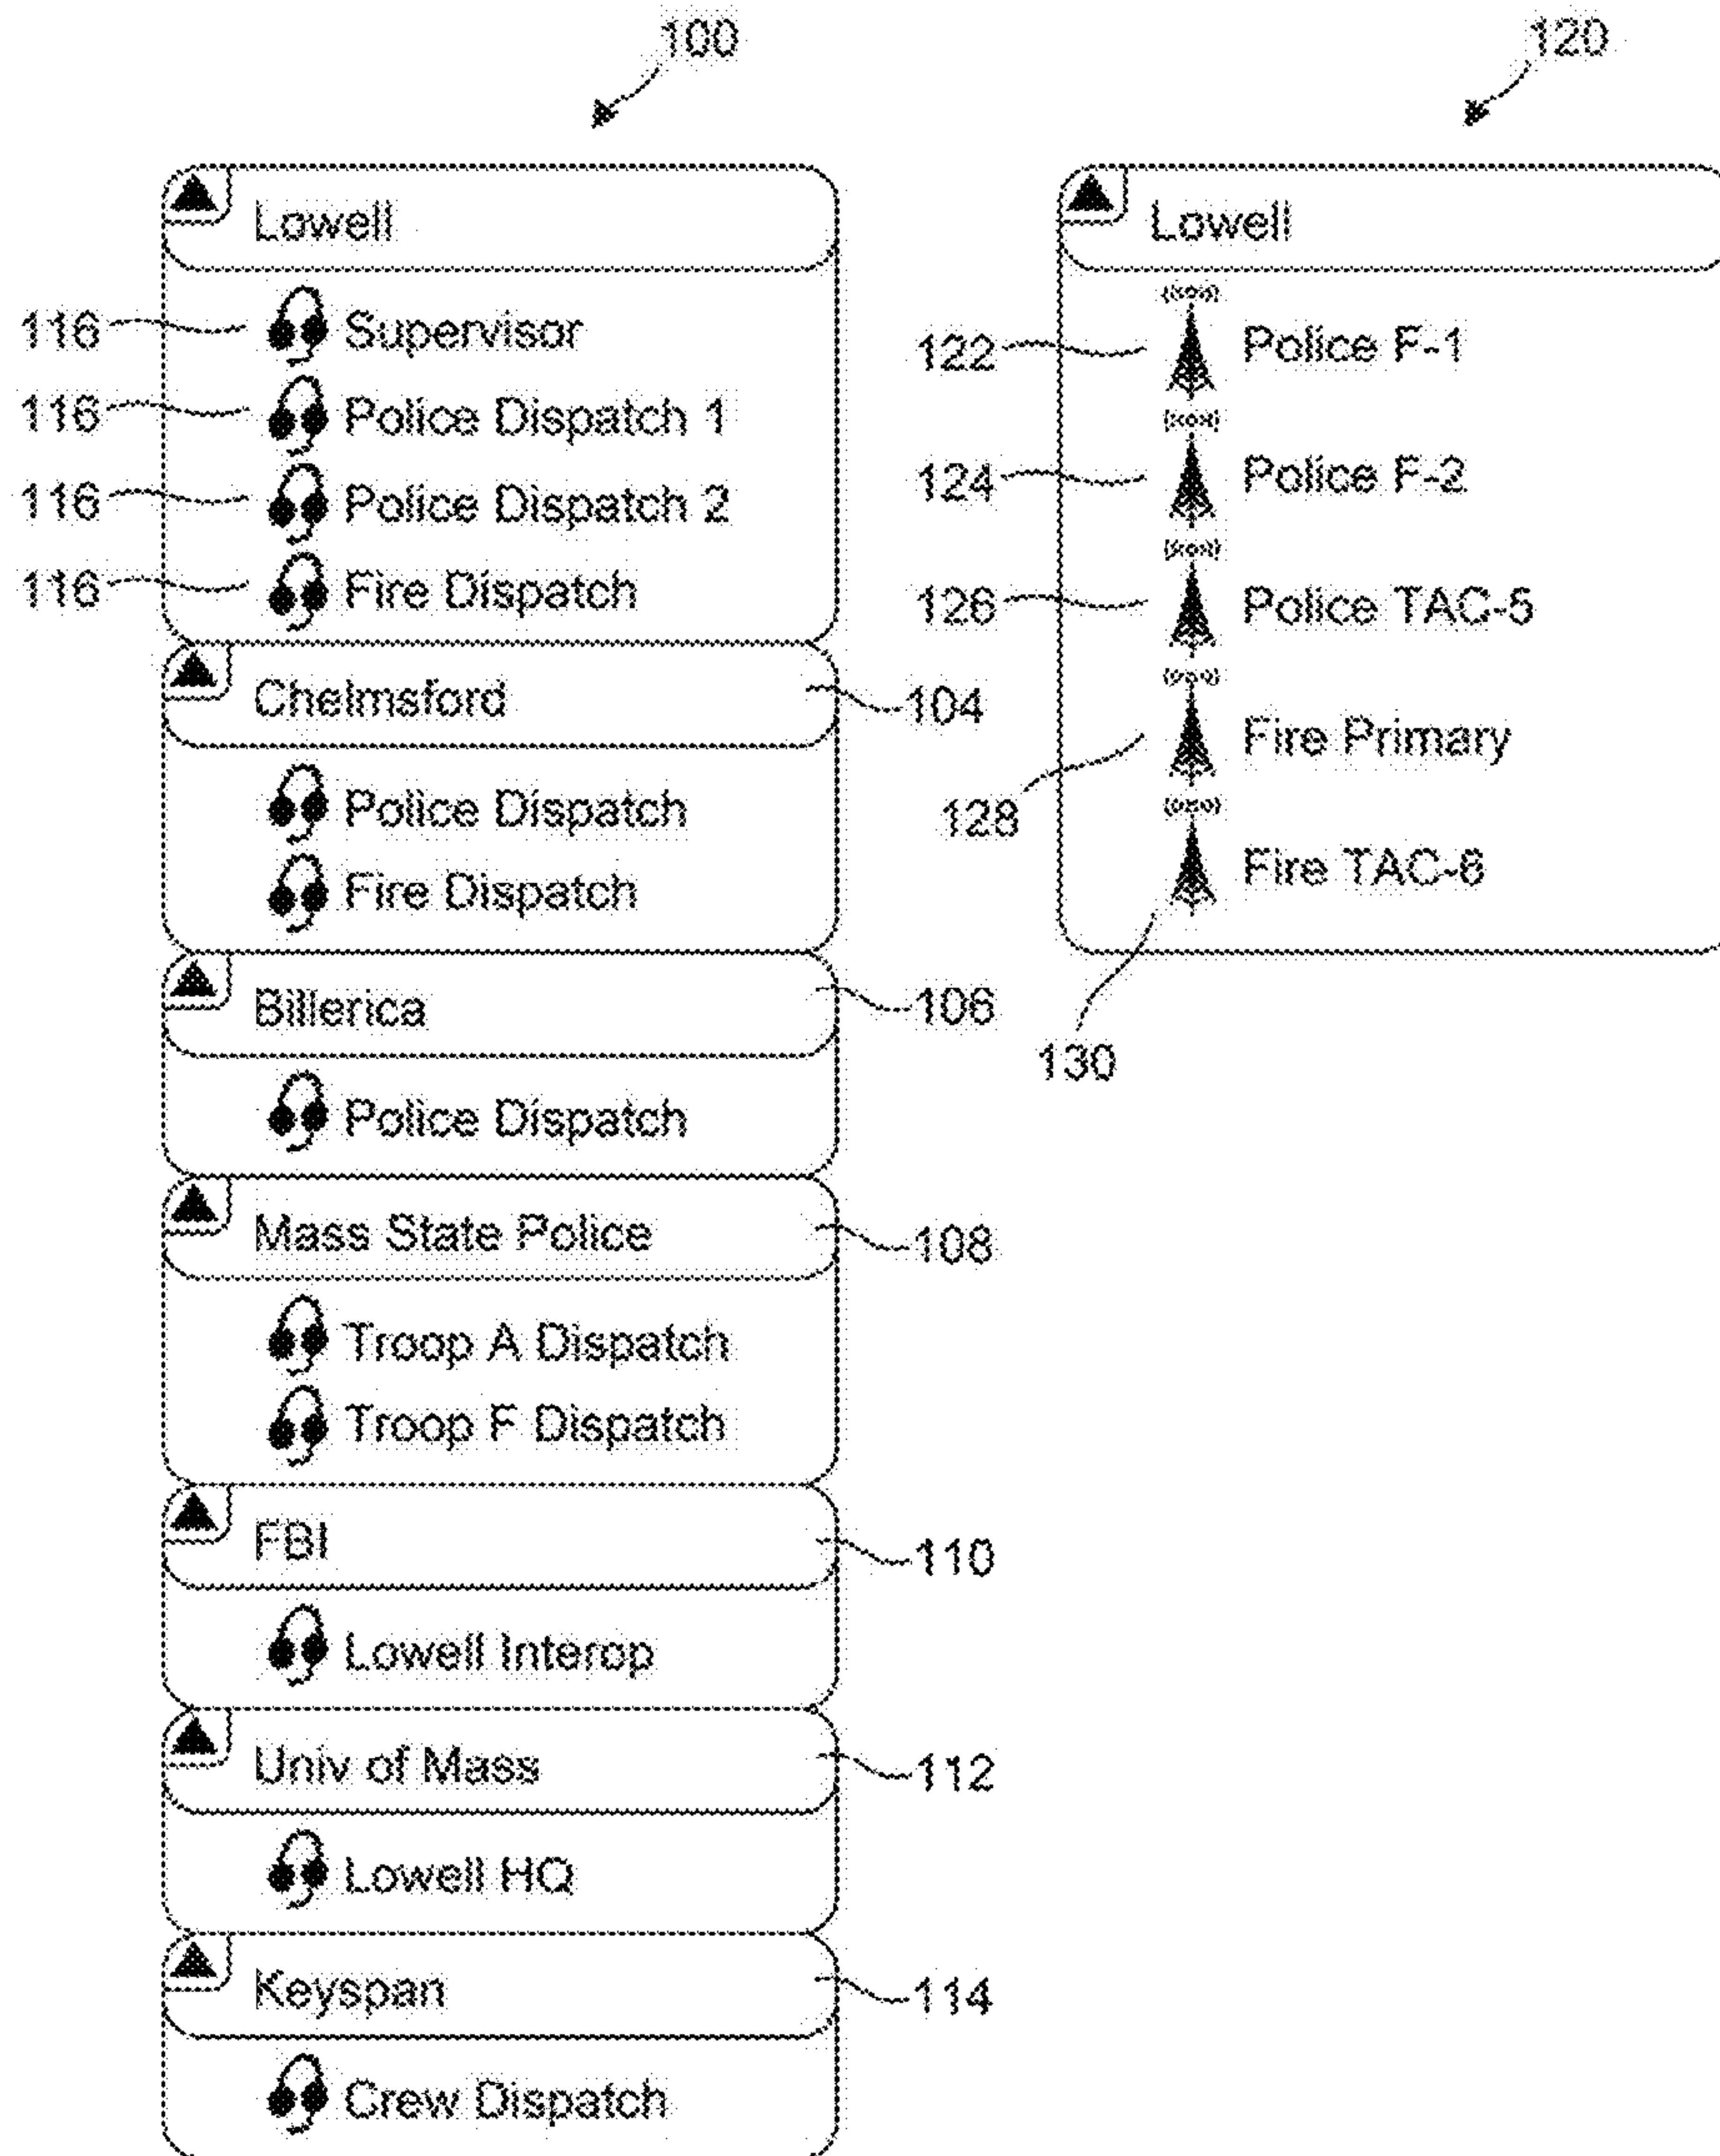 100
120
Lowell
116 Supervisor
116 Police Dispatch 1
116 Police Dispatch 2
116 Fire Dispatch
Chelmsford 104
Police Dispatch
Fire Dispatch
Billerica 106
Police Dispatch
Mass State Police 108
Troop A Dispatch
Troop F Dispatch
FBI 110
Lowell Interop
Univ of Mass 112
Lowell HQ
Keyspan 114
Crew Dispatch
Lowell
122 Police F-1
124 Police F-2
126 Police TAC-5
128 Fire Primary
Fire TAC-6
130